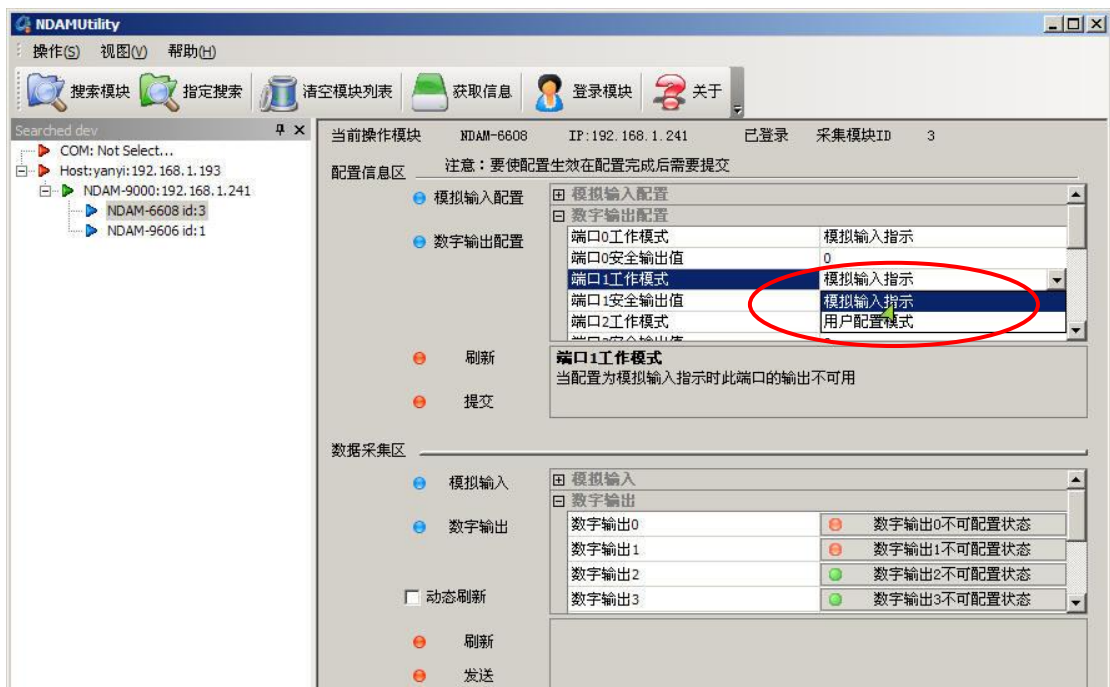 NDAMUtility
操作(S) 视图(V) 帮助(H)
搜索模块 指定搜索 清空模块列表 获取信息 登录模块 关于
Searched dev
COM: Not Select...
Host:yanyi:192.168.1.193
NDAM-9000:192.168.1.241
NDAM-6608 id:3
NDAM-9606 id:1
当前操作模块 NDAM-6608 IP:192.168.1.241 已登录 采集模块ID 3
配置信息区 注意：要使配置生效在配置完成后需要提交
模拟输入配置
数字输出配置
刷新
提交
模拟输入配置
数字输出配置
端口0工作模式 模拟输入指示
端口0安全输出值 0
端口1工作模式 模拟输入指示
端口1安全输出值 模拟输入指示
端口2工作模式 用户配置模式
端口1工作模式
当配置为模拟输入指示时此端口的输出不可用
数据采集区
模拟输入
数字输出
动态刷新
刷新
发送
模拟输入
数字输出
数字输出0 数字输出0不可配置状态
数字输出1 数字输出1不可配置状态
数字输出2 数字输出2不可配置状态
数字输出3 数字输出3不可配置状态